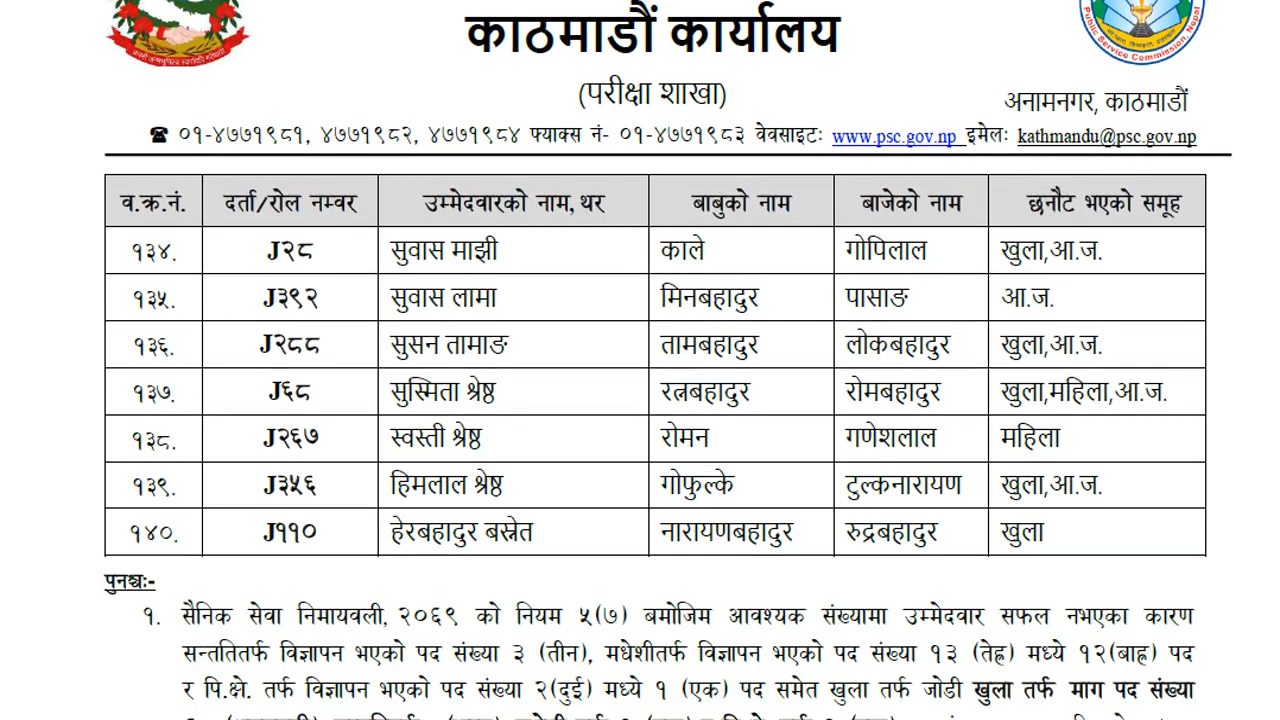 काठमाडौं कार्यालय
(परीक्षा शाखा)
अनामनगर, काठमाडौं
☎ ०१-४७७१९८१, ४७७१९८२, ४७७१९८४ फ्याक्स नं- ०१-४७७१९८३ वेवसाइटः www.psc.gov.np इमेलः kathmandu@psc.gov.np
व.क्र.नं. दर्ता/रोल नम्वर उम्मेदवारको नाम, थर बाबुको नाम बाजेको नाम छनौट भएको समूह
१३४. J२८ सुवास माझी काले गोपिलाल खुला,आ.ज.
१३५. J३९२ सुवास लामा मिनबहादुर पासाङ आ.ज.
१३६. J२८८ सुसन तामाङ तामबहादुर लोकबहादुर खुला,आ.ज.
१३७. J६८ सुस्मिता श्रेष्ठ रत्नबहादुर रोमबहादुर खुला,महिला,आ.ज.
१३८. J२६७ स्वस्ती श्रेष्ठ रोमन गणेशलाल महिला
१३९. J३५६ हिमलाल श्रेष्ठ गोफुल्के टुल्कनारायण खुला,आ.ज.
१४०. J११० हेरबहादुर बस्नेत नारायणबहादुर रुद्रबहादुर खुला
पुनश्चः-
१. सैनिक सेवा निमायवली, २०६९ को नियम ५(७) बमोजिम आवश्यक संख्यामा उम्मेदवार सफल नभएका कारण
सन्ततितर्फ विज्ञापन भएको पद संख्या ३ (तीन), मधेशीतर्फ विज्ञापन भएको पद संख्या १३ (तेह्र) मध्ये १२(बाह्र) पद
र पि.क्षे. तर्फ विज्ञापन भएको पद संख्या २(दुई) मध्ये १ (एक) पद समेत खुला तर्फ जोडी खुला तर्फ माग पद संख्या